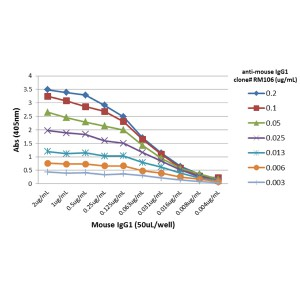 anti-mouse IgG1
clone# RM106 (ug/mL)
0.2
0.1
0.05
0.025
0.013
0.006
0.003
Abs (405nm)
4
3.5
3
2.5
2
1.5
1
0.5
0
2ug/mL
1ug/mL
0.5ug/mL
0.25ug/mL
0.125ug/mL
0.063ug/mL
0.031ug/mL
0.016ug/mL
0.008ug/mL
0.004ug/mL
Mouse IgG1 (50uL/well)